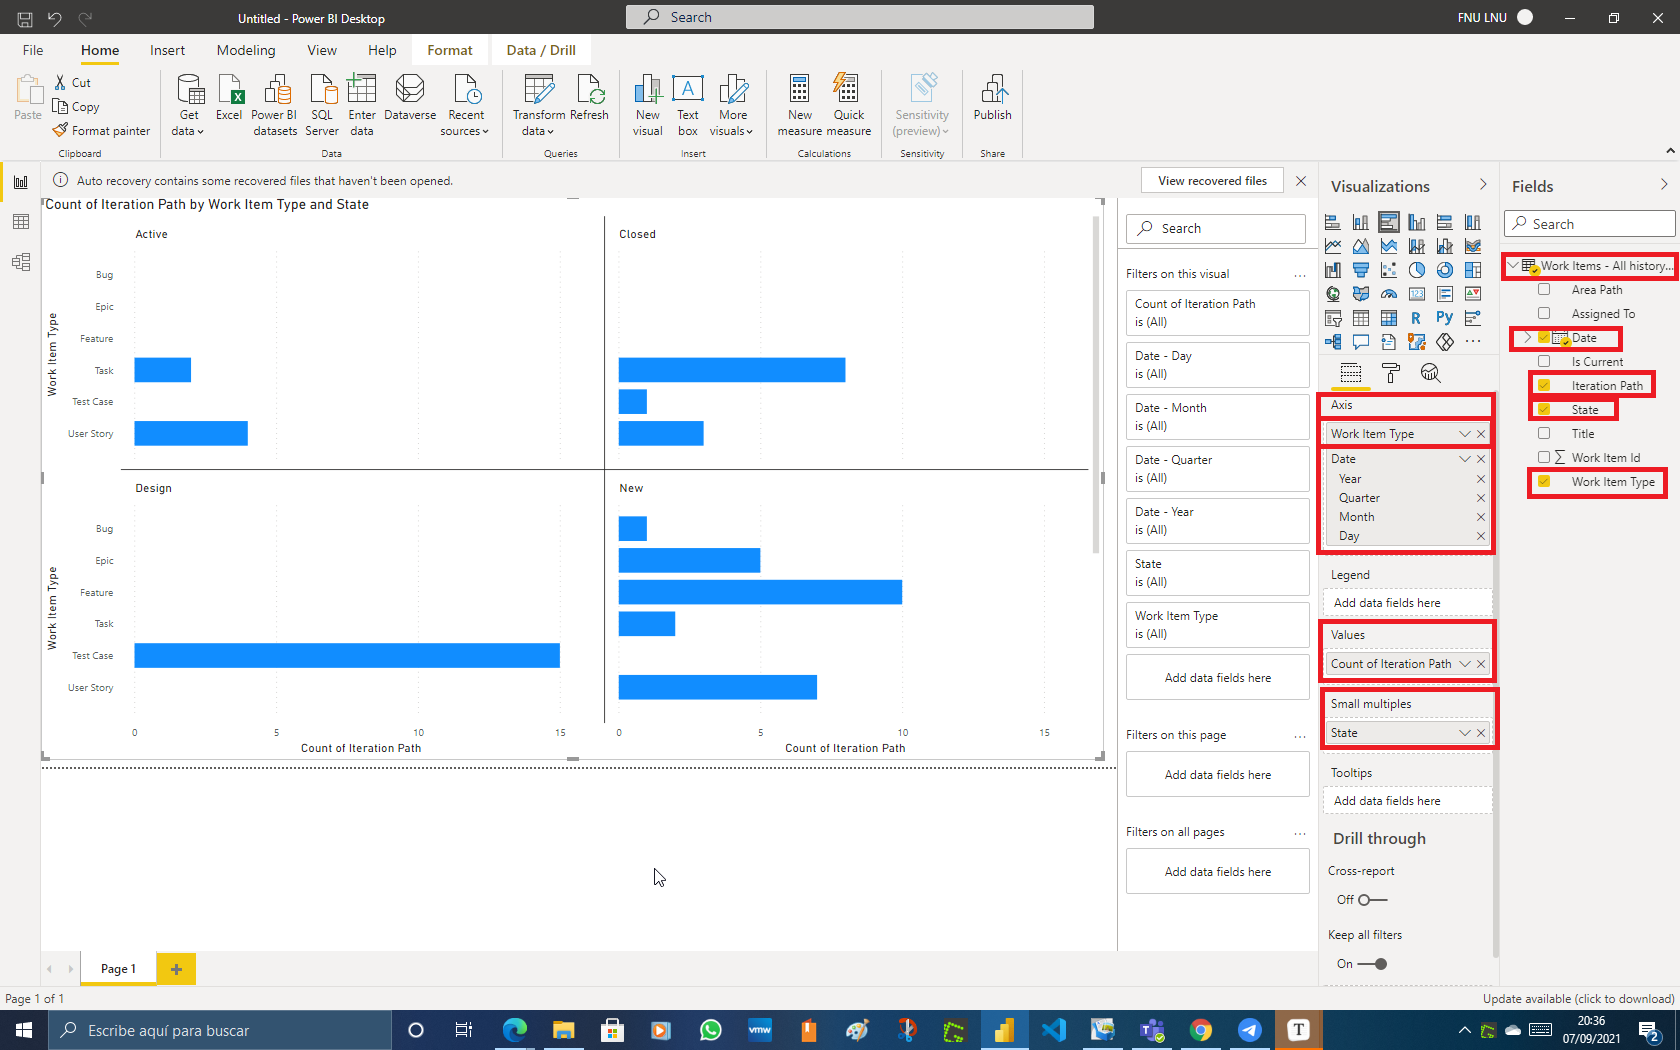 Untitled - Power BI Desktop
Search
FNU LNU
File
Home
Insert
Modeling
View
Help
Format
Data / Drill
Paste
Cut
Copy
Format painter
Clipboard
Get data
Excel
Power BI datasets
SQL Server
Enter data
Dataverse
Recent sources
Data
Transform data
Refresh
Queries
New visual
Text box
More visuals
Insert
New measure
Quick measure
Calculations
Sensitivity (preview)
Sensitivity
Publish
Share
Auto recovery contains some recovered files that haven't been opened.
View recovered files
Count of Iteration Path by Work Item Type and State
Active
Work Item Type
Bug
Epic
Feature
Task
Test Case
User Story
Closed
Design
Work Item Type
Bug
Epic
Feature
Task
Test Case
User Story
New
0
5
10
15
Count of Iteration Path
0
5
10
15
Count of Iteration Path
Search
Filters on this visual
...
Count of Iteration Path
is (All)
Date - Day
is (All)
Date - Month
is (All)
Date - Quarter
is (All)
Date - Year
is (All)
State
is (All)
Work Item Type
is (All)
Add data fields here
Filters on this page
...
Add data fields here
Filters on all pages
...
Add data fields here
Visualizations
123
R
Py
...
Axis
Work Item Type
Date
Year
Quarter
Month
Day
Legend
Add data fields here
Values
Count of Iteration Path
Small multiples
State
Tooltips
Add data fields here
Drill through
Cross-report
Off
Keep all filters
On
Fields
Search
Work Items - All history...
Area Path
Assigned To
Date
Is Current
Iteration Path
State
Title
Σ Work Item Id
Work Item Type
Page 1
+
Page 1 of 1
Update available (click to download)
Escribe aquí para buscar
vmw
T
20:36
07/09/2021
2